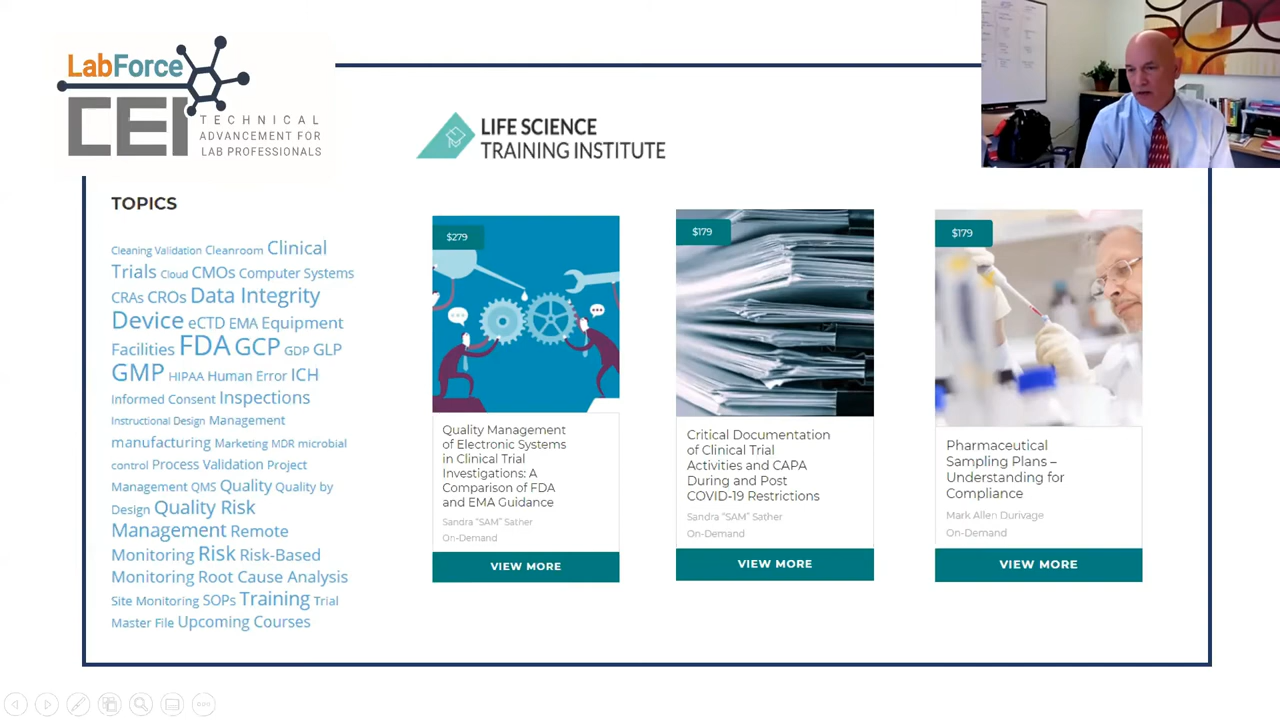 LabForce
CEI
TECHNICAL
ADVANCEMENT FOR
LAB PROFESSIONALS
LIFE SCIENCE
TRAINING INSTITUTE
TOPICS
Cleaning Validation Cleanroom Clinical
Trials Cloud CMOs Computer Systems
CRAs CROs Data Integrity
Device eCTD EMA Equipment
Facilities FDA GCP GDP GLP
GMP HIPAA Human Error ICH
Informed Consent Inspections
Instructional Design Management
manufacturing Marketing MDR microbial
control Process Validation Project
Management QMS Quality Quality by
Design Quality Risk
Management Remote
Monitoring Risk Risk-Based
Monitoring Root Cause Analysis
Site Monitoring SOPs Training Trial
Master File Upcoming Courses
$279
Quality Management
of Electronic Systems
in Clinical Trial
Investigations: A
Comparison of FDA
and EMA Guidance
Sandra “SAM” Sather
On-Demand
VIEW MORE
$179
Critical Documentation
of Clinical Trial
Activities and CAPA
During and Post
COVID-19 Restrictions
Sandra “SAM” Sather
On-Demand
VIEW MORE
$179
Pharmaceutical
Sampling Plans –
Understanding for
Compliance
Mark Allen Durivage
On-Demand
VIEW MORE